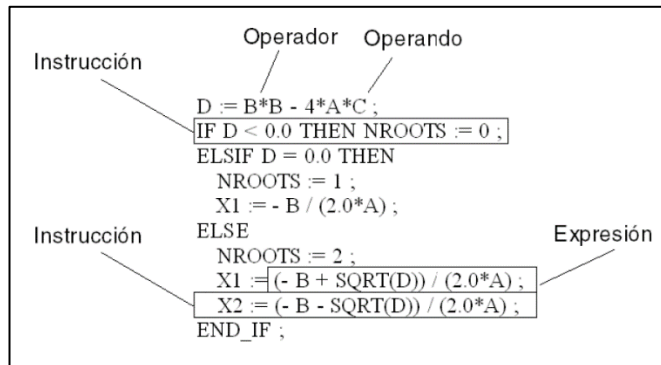 Operador Operando
Instrucción
D := B*B - 4*A*C ;
IF D < 0.0 THEN NROOTS := 0 ;
ELSIF D = 0.0 THEN
NROOTS := 1 ;
X1 := - B / (2.0*A) ;
ELSE
Instrucción Expresión
NROOTS := 2 ;
X1 := (- B + SQRT(D)) / (2.0*A) ;
X2 := (- B - SQRT(D)) / (2.0*A) ;
END_IF ;